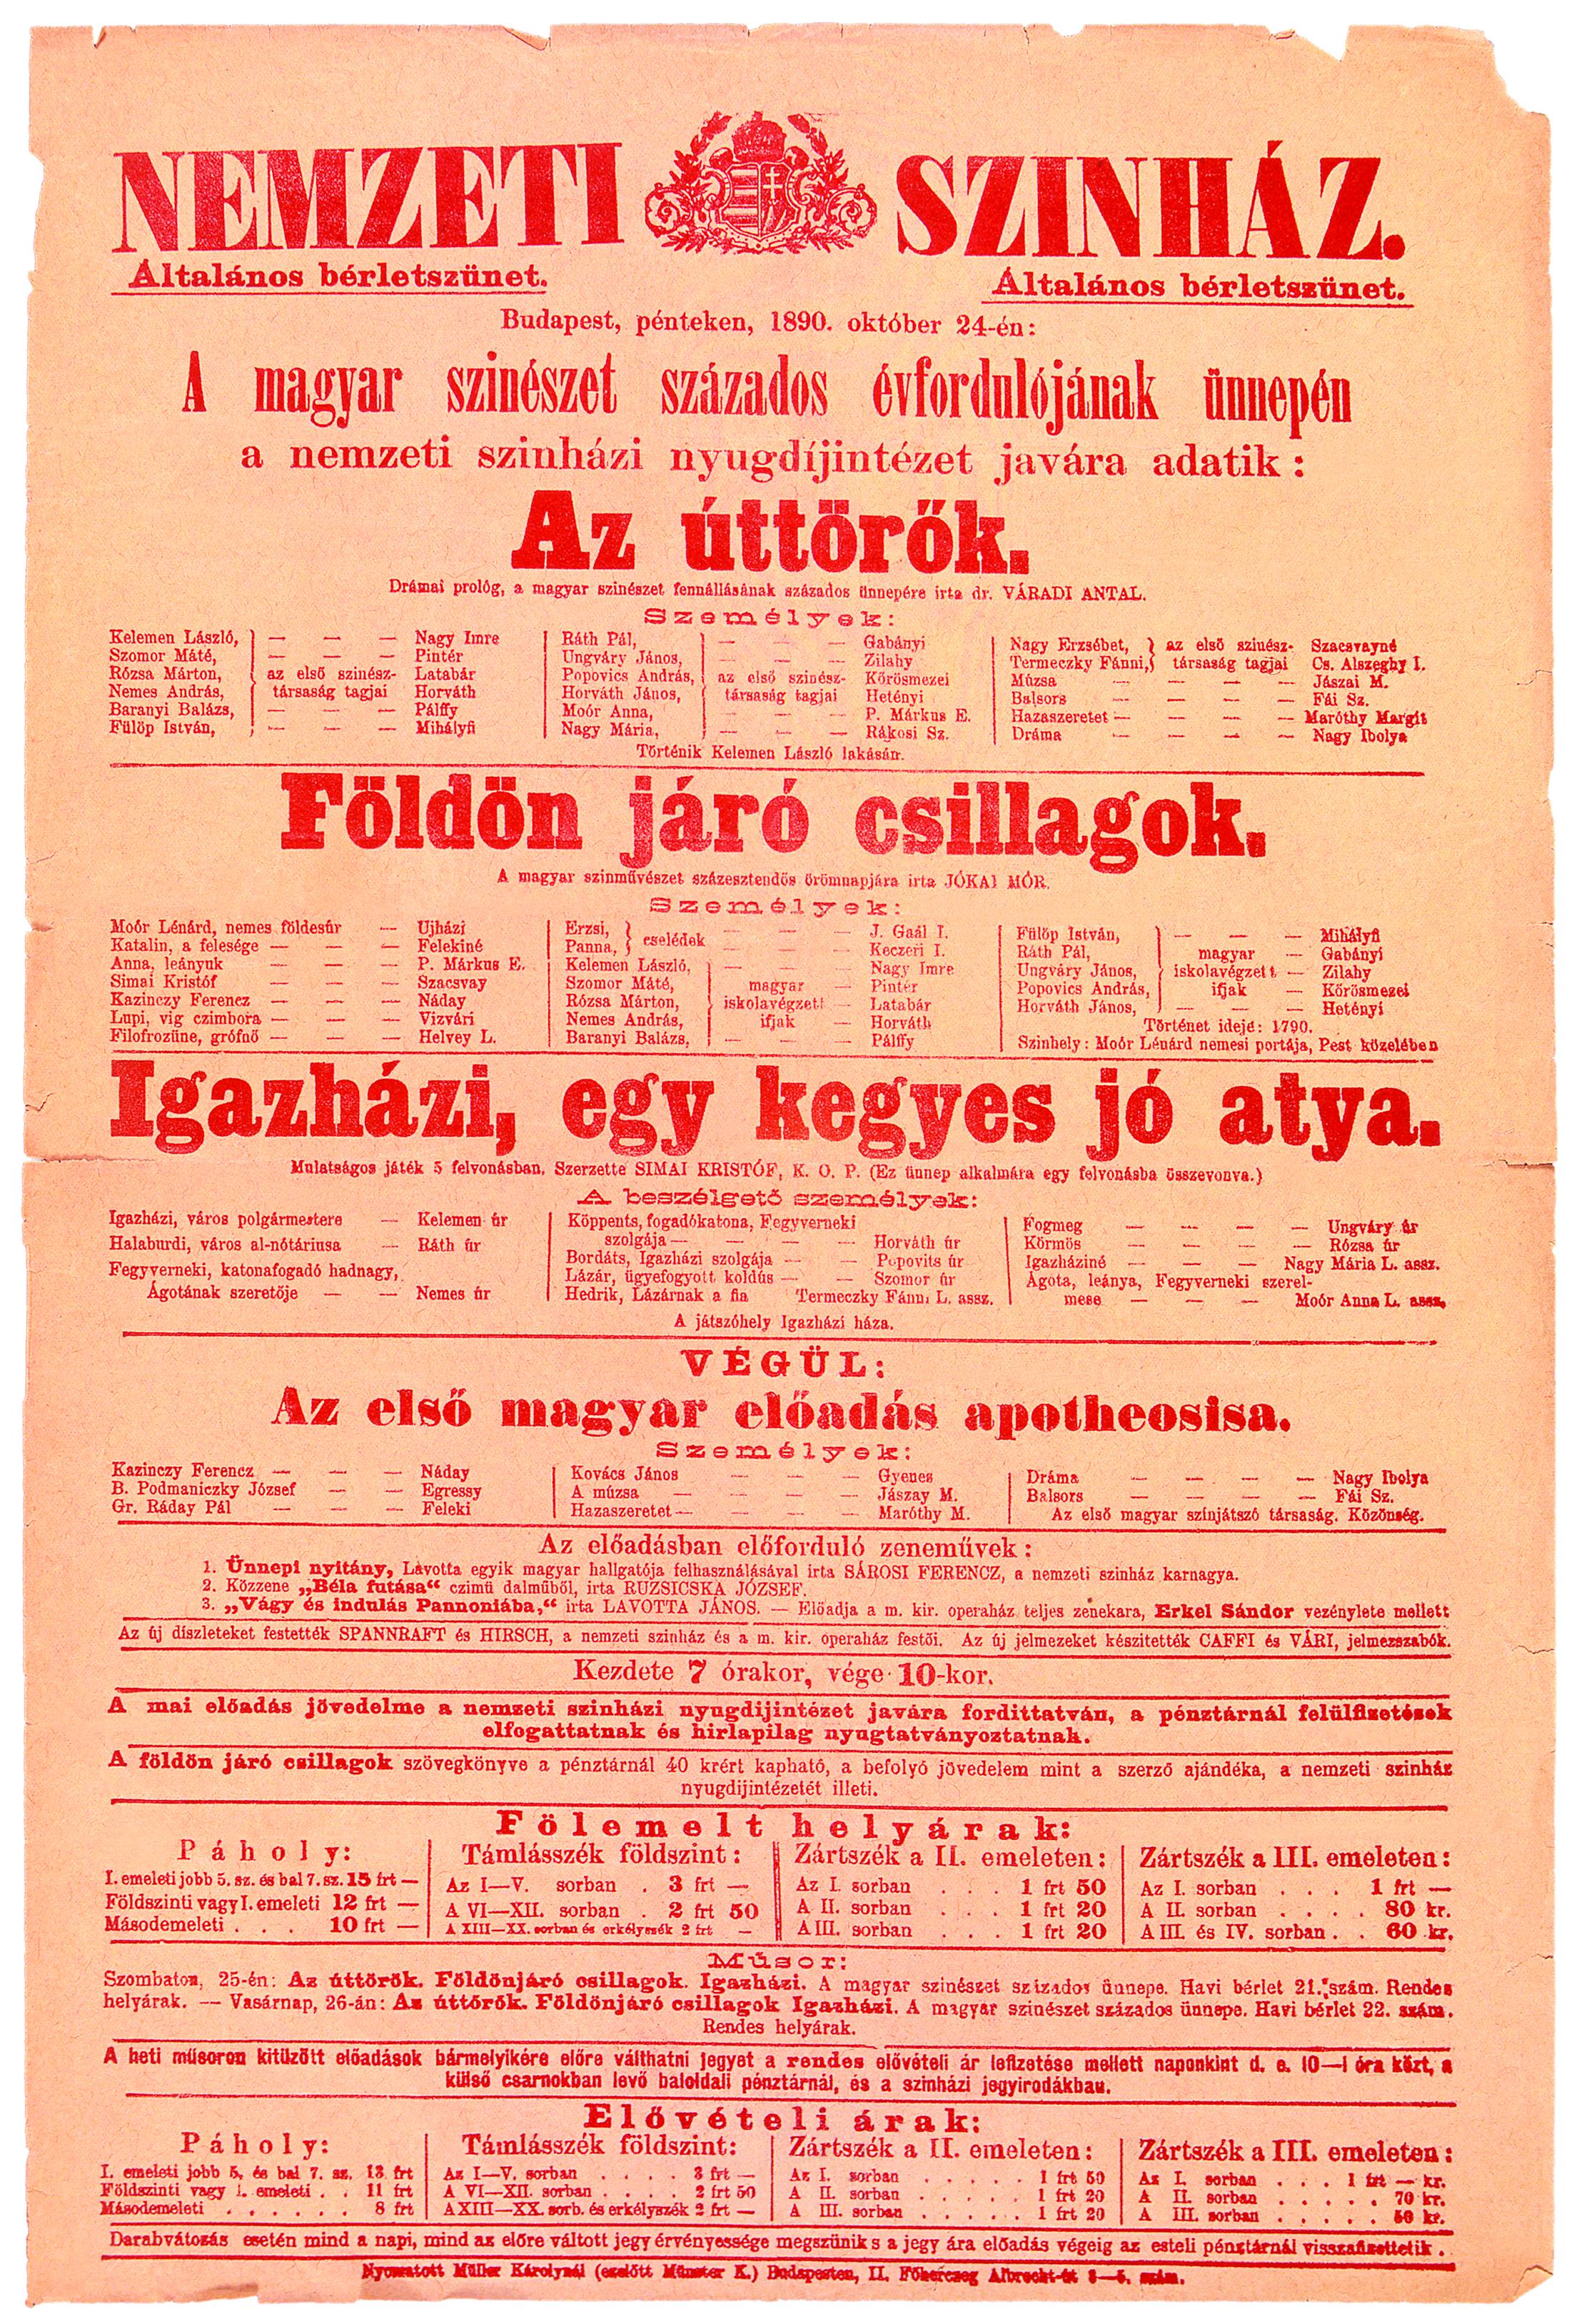 NEMZETI SZINHÁZ.
Általános bérletszünet. Általános bérletszünet.
Budapest, pénteken, 1890. október 24-én:
A magyar szinészet százados évfordulójának ünnepén
a nemzeti szinházi nyugdíjintézet javára adatik:
Az úttörők.
Drámai prológ, a magyar szinészet fennállásának százados ünnepére irta dr. VÁRADI ANTAL.
Személyek:
Kelemen László, — — — Nagy Imre
Szomor Máté, — — — Pintér
Rózsa Márton, az első szinész- Latabár
Nemes András, társaság tagjai Horváth
Baranyi Balázs, — — — Pálffy
Fülöp István, — — — Mihályfi
Ráth Pál, — — — Gabányi
Ungváry János, — — — Zilahy
Popovics András, az első szinész- Körösmezei
Horváth János, társaság tagjai Hetényi
Moór Anna, — — — P. Márkus E.
Nagy Mária, — — — Rákosi Sz.
Nagy Erzsébet, az első szinész- Szacsvayné
Termeczky Fánni, társaság tagjai Cs. Alszeghy I.
Múzsa — — — — Jászai M.
Balsors — — — — Fái Sz.
Hazaszeretet — — — — Maróthy Margit
Dráma — — — — Nagy Ibolya
Történik Kelemen László lakásán.
Földön járó csillagok.
A magyar szinművészet százesztendős örömnapjára irta JÓKAI MÓR.
Személyek:
Moór Lénárd, nemes földesúr — Ujházi
Katalin, a felesége — — — Felekiné
Anna, leányuk — — — P. Márkus E.
Simai Kristóf — — — Szacsvay
Kazinczy Ferencz — — — Náday
Lupi, vig czimbora — — — Vizvári
Filofrozüne, grófnő — — — Helvey L.
Erzsi, cselédek — — — J. Gaál I.
Panna, — — — Keczeri I.
Kelemen László, — — — Nagy Imre
Szomor Máté, magyar — Pintér
Rózsa Márton, iskolavégzett — Latabár
Nemes András, ifjak — Horváth
Baranyi Balázs, — — — Pálffy
Fülöp István, — — — Mihályfi
Ráth Pál, magyar — Gabányi
Ungváry János, iskolavégzett — Zilahy
Popovics András, ifjak — Körösmezei
Horváth János, — — — Hetényi
Történet ideje: 1790.
Szinhely: Moór Lénárd nemesi portája, Pest közelében
Igazházi, egy kegyes jó atya.
Mulatságos játék 5 felvonásban. Szerzette SIMAI KRISTÓF, K. O. P. (Ez ünnep alkalmára egy felvonásba összevonva.)
A beszélgető személyek:
Igazházi, város polgármestere — Kelemen úr
Halaburdi, város al-nótáriusa — Ráth úr
Fegyverneki, katonafogadó hadnagy,
Ágotának szeretője — — Nemes úr
Köppents, fogadókatona, Fegyverneki
szolgája — — — — Horváth úr
Bordáts, Igazházi szolgája — — Popovits úr
Lázár, ügyefogyott koldús — — Szomor úr
Hedrik, Lázárnak a fia Termeczky Fánni L. assz.
Fogmeg — — — — Ungváry úr
Körmös — — — — Rózsa úr
Igazháziné — — — Nagy Mária L. assz.
Ágota, leánya, Fegyverneki szerel-
mese — — — Moór Anna L. assz.
A játszóhely Igazházi háza.
VÉGÜL:
Az első magyar előadás apotheosisa.
Személyek:
Kazinczy Ferencz — — — Náday
B. Podmaniczky József — — Egressy
Gr. Ráday Pál — — — Feleki
Kovács János — — — Gyenes
A múzsa — — — — Jászay M.
Hazaszeretet — — — — Maróthy M.
Dráma — — — — Nagy Ibolya
Balsors — — — — Fái Sz.
Az első magyar színjátszó társaság. Közönség.
Az előadásban előforduló zeneművek:
1. Ünnepi nyitány, Lavotta egyik magyar hallgatója felhasználásával irta SÁROSI FERENCZ, a nemzeti szinház karnagya.
2. Közzene „Béla futása“ czimü dalműből, irta RUZSICSKA JÓZSEF.
3. „Vágy és indulás Pannoniába,“ irta LAVOTTA JÁNOS. — Előadja a m. kir. operaház teljes zenekara, Erkel Sándor vezénylete mellett
Az új díszleteket festették SPANNRAFT és HIRSCH, a nemzeti szinház és a m. kir. operaház festői. Az új jelmezeket készitették CAFFI és VÁRI, jelmezszabók.
Kezdete 7 órakor, vége 10-kor.
A mai előadás jövedelme a nemzeti szinházi nyugdijintézet javára fordittatván, a pénztárnál felülfizetések
elfogattatnak és hirlapilag nyugtatványoztatnak.
A földön járó csillagok szövegkönyve a pénztárnál 40 krért kapható, a befolyó jövedelem mint a szerző ajándéka, a nemzeti szinház
nyugdijintézetét illeti.
Fölemelt helyárak:
Páholy:
I. emeleti jobb 5. sz. és bal 7. sz. 15 frt —
Földszinti vagy I. emeleti 12 frt —
Másodemeleti . . . 10 frt —
Támlásszék földszint:
Az I—V. sorban . 3 frt —
A VI—XII. sorban . 2 frt 50
A XIII—XX. sorban és erkélyszék 2 frt —
Zártszék a II. emeleten:
Az I. sorban . . . 1 frt 50
A II. sorban . . . 1 frt 20
A III. sorban . . . 1 frt 20
Zártszék a III. emeleten:
Az I. sorban . . . 1 frt —
A II. sorban . . . . 80 kr.
A III. és IV. sorban . . 60 kr.
Műsor:
Szombaton, 25-én: Az úttörők. Földönjáró csillagok. Igazházi. A magyar szinészet százados ünnepe. Havi bérlet 21. szám. Rendes
helyárak. — Vasárnap, 26-án: Az úttörők. Földönjáró csillagok Igazházi. A magyar szinészet százados ünnepe. Havi bérlet 22. szám.
Rendes helyárak.
A heti műsoron kitüzött előadások bármelyikére előre válthatni jegyet a rendes elővételi ár lefizetése mellett naponkint d. e. 10—1 óra közt, a
külső csarnokban levő baloldali pénztárnál, és a szinházi jegyirodákban.
Elővételi árak:
Páholy:
I. emeleti jobb 5. és bal 7. sz. 13 frt
Földszinti vagy I. emeleti . . 11 frt
Másodemeleti . . . . . . 8 frt
Támlásszék földszint:
Az I—V. sorban . . . . 3 frt —
A VI—XII. sorban . . . . 2 frt 50
A XIII—XX. sorb. és erkélyszék 2 frt —
Zártszék a II. emeleten:
Az I. sorban . . . . . 1 frt 50
A II. sorban . . . . . 1 frt 20
A III. sorban . . . . . 1 frt 20
Zártszék a III. emeleten:
Az I. sorban . . . 1 frt — kr.
A II. sorban . . . . . 70 kr.
A III. sorban . . . . . kr.
Darabvátozás esetén mind a napi, mind az előre váltott jegy érvényessége megszünik s a jegy ára előadás végeig az esteli pénztárnál visszafizettetik.
Nyomatott Müller Károlynál (ezelőtt Münster K.) Budapesten, II. Főherczeg Albrecht-út szám.